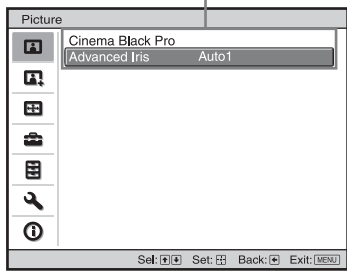 Picture
Cinema Black Pro
Advanced Iris Auto1
Sel: Set: Back: Exit: MENU